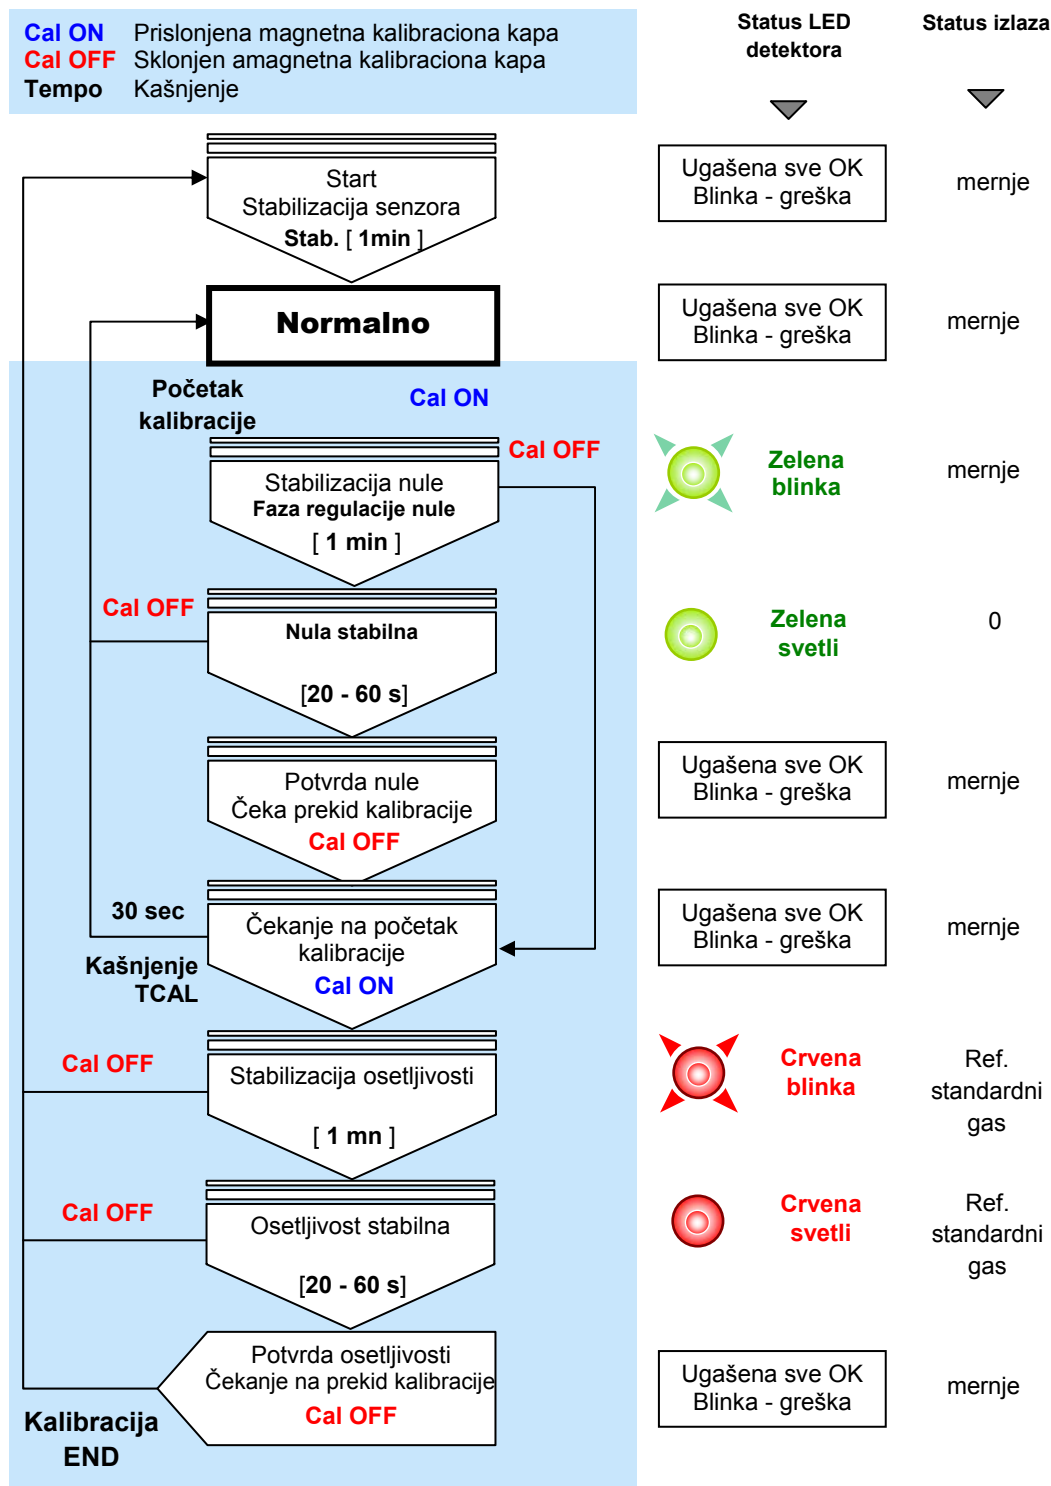 Cal ON Prislonjena magnetna kalibraciona kapa
Cal OFF Sklonjen amagnetna kalibraciona kapa
Tempo Kašnjenje
Status LED
detektora
Status izlaza
Start
Stabilizacija senzora
Stab. [ 1min ]
Ugašena sve OK
Blinka - greška
mernje
Normalno
Ugašena sve OK
Blinka - greška
mernje
Početak
kalibracije
Cal ON
Cal OFF
Stabilizacija nule
Faza regulacije nule
[ 1 min ]
Zelena
blinka
mernje
Cal OFF
Nula stabilna
[20 - 60 s]
Zelena
svetli
0
Potvrda nule
Čeka prekid kalibracije
Cal OFF
Ugašena sve OK
Blinka - greška
mernje
30 sec
Kašnjenje
TCAL
Čekanje na početak
kalibracije
Cal ON
Ugašena sve OK
Blinka - greška
mernje
Cal OFF
Stabilizacija osetljivosti
[ 1 mn ]
Crvena
blinka
Ref.
standardni
gas
Cal OFF
Osetljivost stabilna
[20 - 60 s]
Crvena
svetli
Ref.
standardni
gas
Potvrda osetljivosti
Čekanje na prekid kalibracije
Cal OFF
Ugašena sve OK
Blinka - greška
mernje
Kalibracija
END